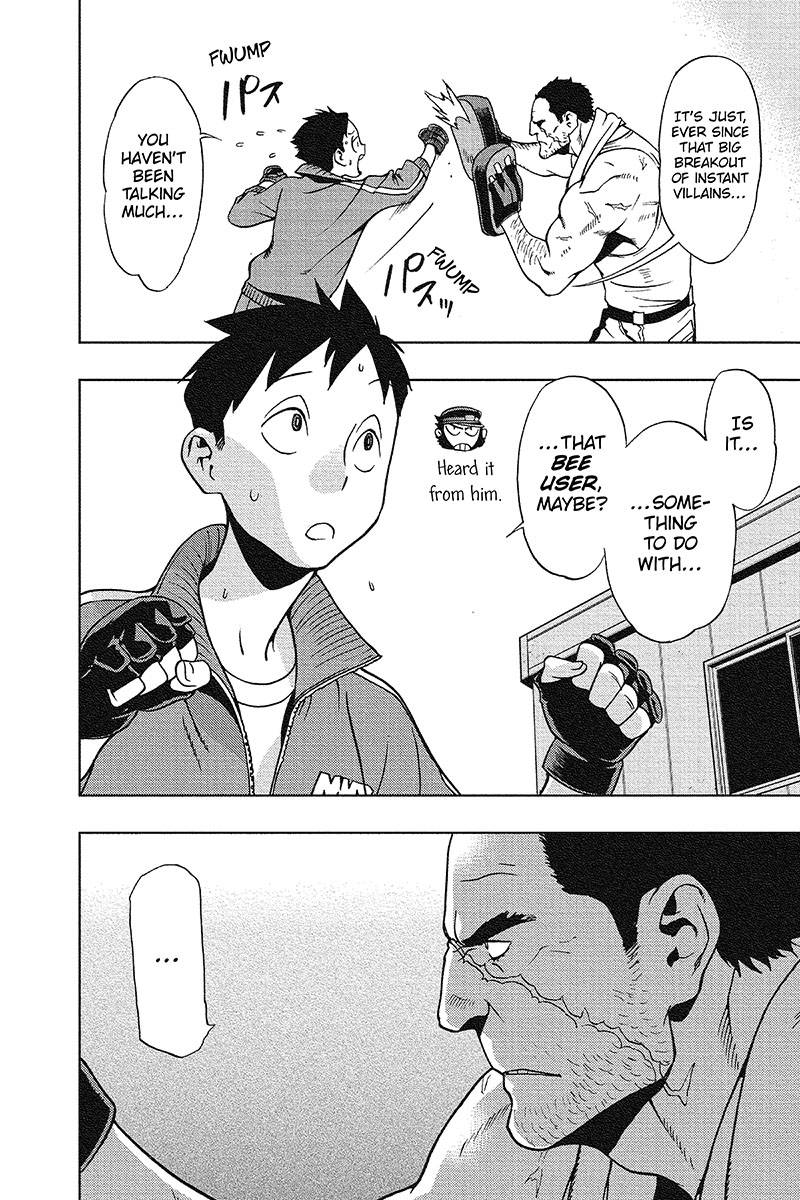 IT'S JUST,
EVER SINCE
THAT BIG
BREAKOUT
OF INSTANT
VILLAINS...
FWUMP
パス
YOU
HAVEN'T
BEEN
TALKING
MUCH...
FWUMP
パスッ
IS
IT...
...SOME-
THING
TO DO
WITH...
...THAT
BEE
USER,
MAYBE?
Heard it
from him.
...